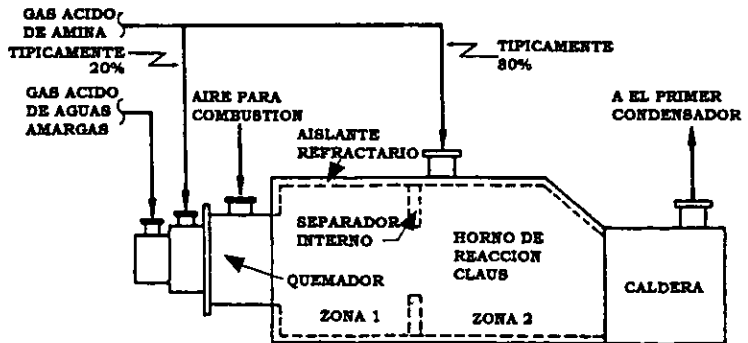 GAS ACIDO
DE AMINA
TIPICAMENTE
20%
TIPICAMENTE
80%
GAS ACIDO
DE AGUAS
AMARGAS
AIRE PARA
COMBUSTION
A EL PRIMER
CONDENSADOR
AISLANTE
REFRACTARIO
SEPARADOR
INTERNO
HORNO DE
REACCION
CLAUS
QUEMADOR
CALDERA
ZONA 1
ZONA 2